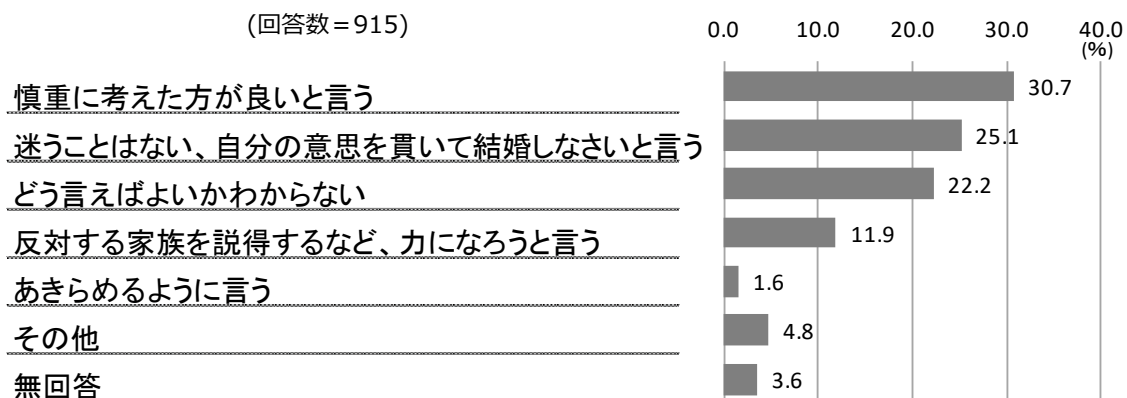 (回答数=915)
0.0 10.0 20.0 30.0 40.0
(%)
慎重に考えた方が良いと言う 30.7
迷うことはない、自分の意思を貫いて結婚しなさいと言う 25.1
どう言えばよいかわからない 22.2
反対する家族を説得するなど、力になろうと言う 11.9
あきらめるように言う 1.6
その他 4.8
無回答 3.6